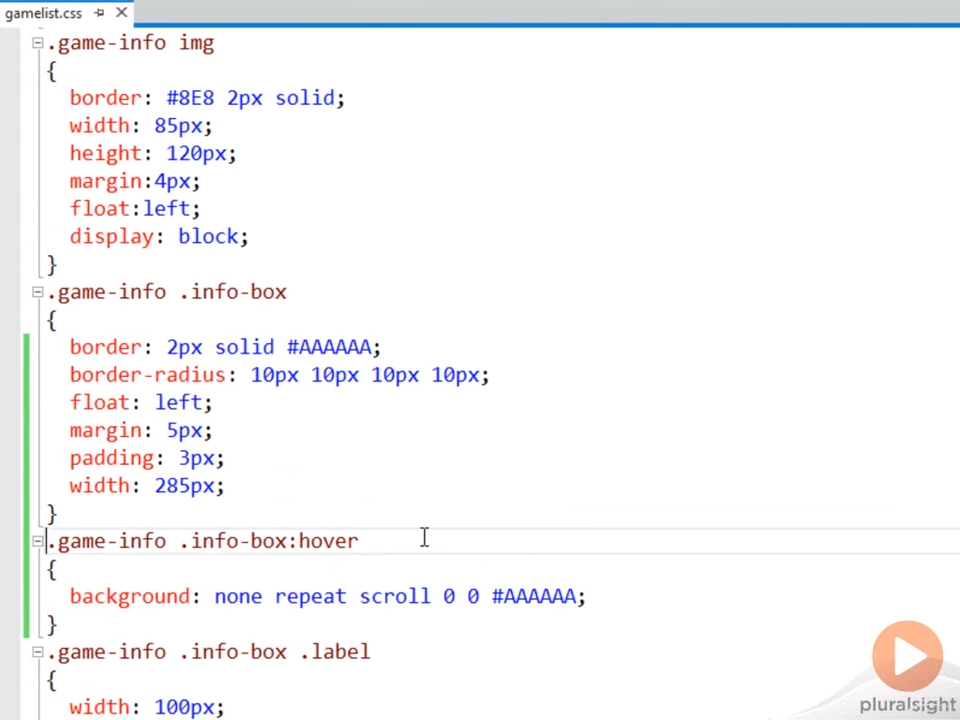 gamelist.css
.game-info img
{
border: #8E8 2px solid;
width: 85px;
height: 120px;
margin:4px;
float:left;
display: block;
}
.game-info .info-box
{
border: 2px solid #AAAAAA;
border-radius: 10px 10px 10px 10px;
float: left;
margin: 5px;
padding: 3px;
width: 285px;
}
.game-info .info-box:hover
{
background: none repeat scroll 0 0 #AAAAAA;
}
.game-info .info-box .label
{
width: 100px;
pluralsight